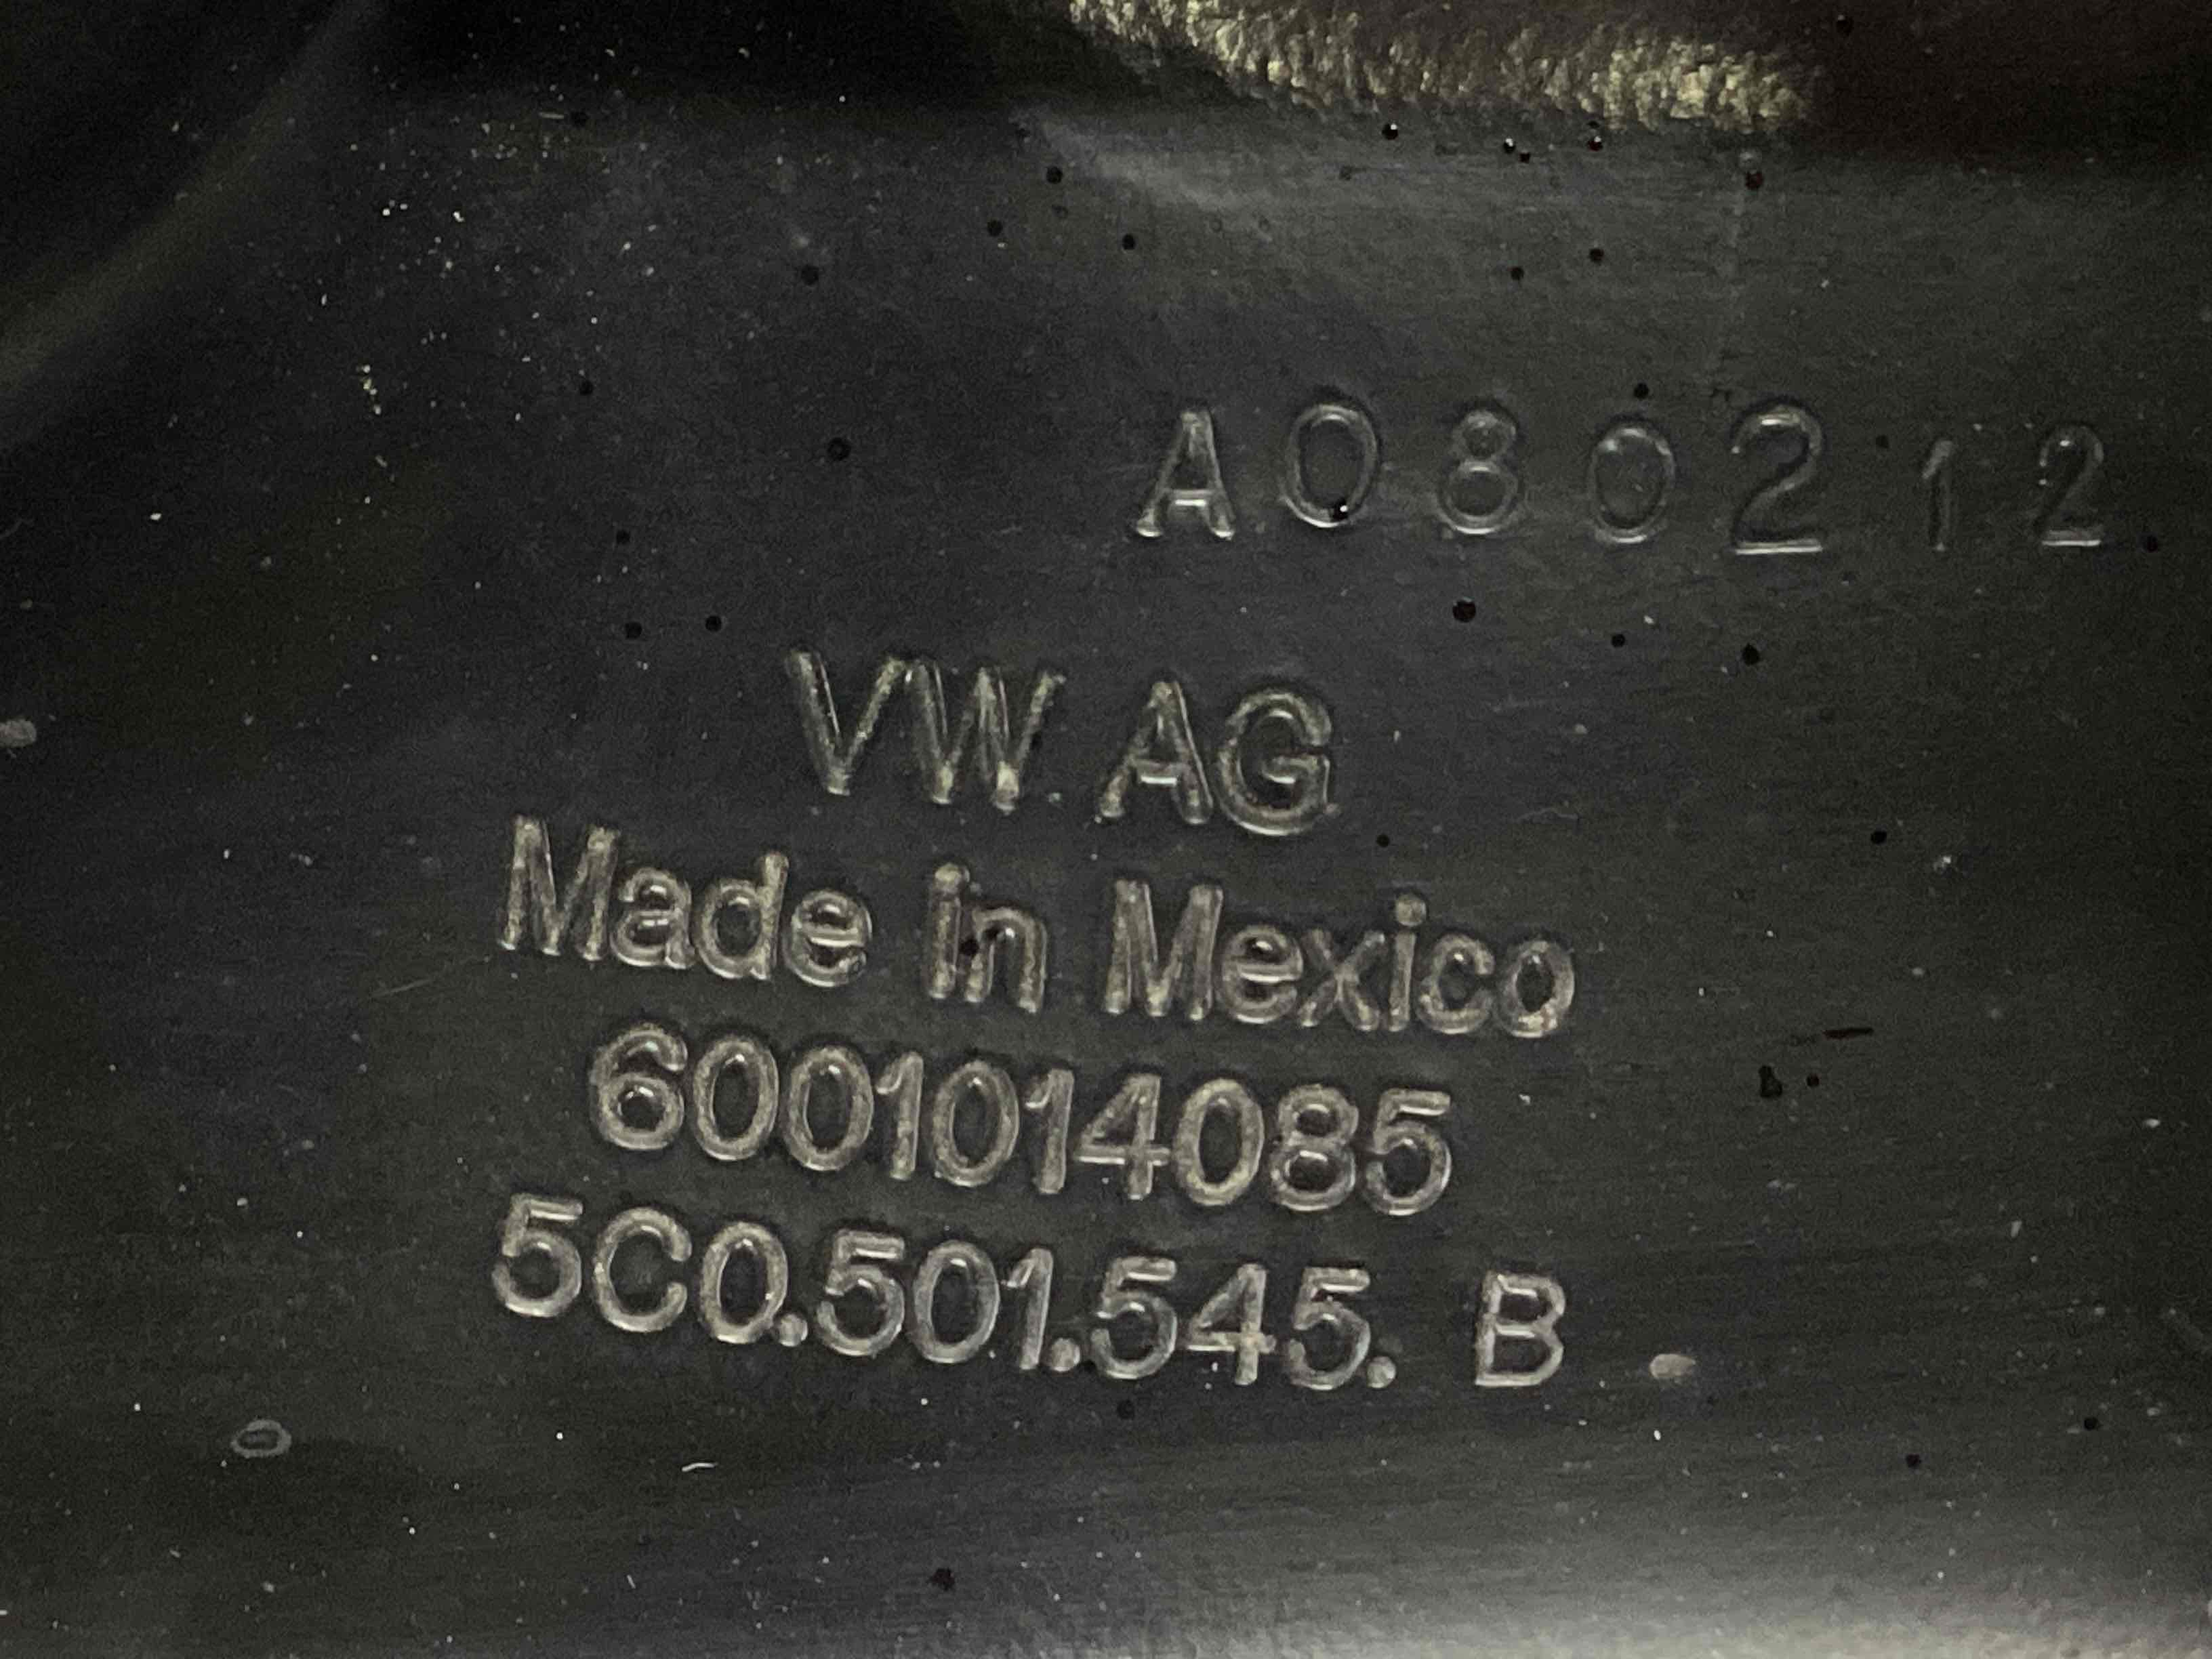 A080212
VW AG
Made in Mexico
6001014085
5C0.501.545. B